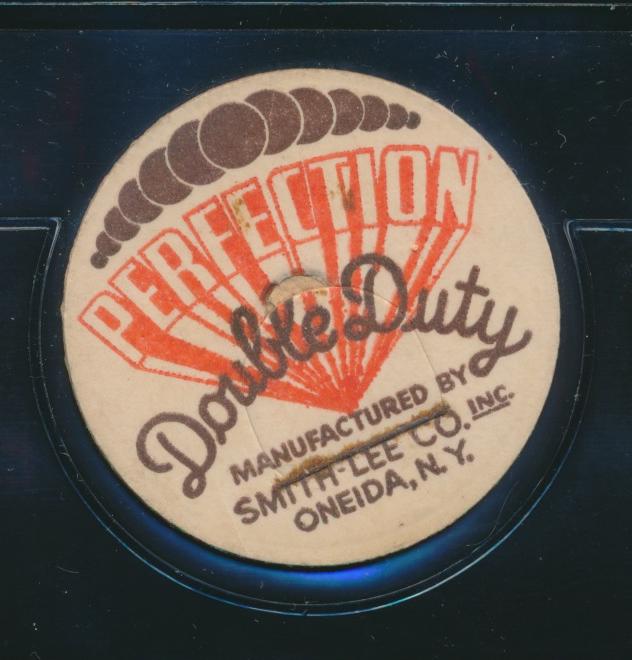 PERFECTION
Double Duty
MANUFACTURED BY
SMITH-LEE CO. INC.
ONEIDA, N.Y.